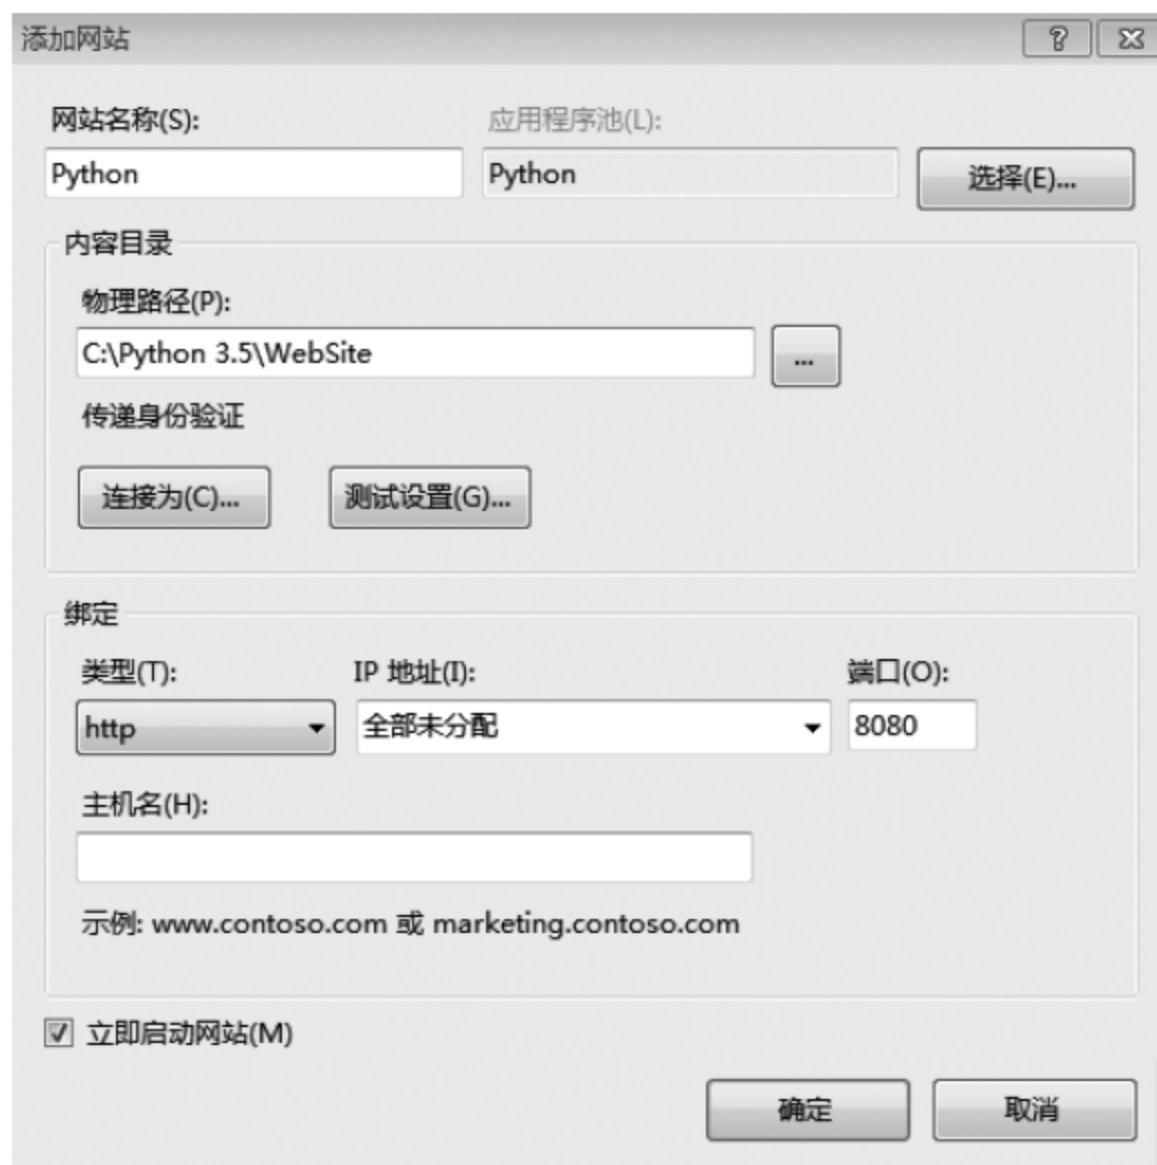 添加网站
网站名称(S):
应用程序池(L):
Python
Python
选择(E)...
内容目录
物理路径(P):
C:\Python 3.5\WebSite
...
传递身份验证
连接为(C)...
测试设置(G)...
绑定
类型(T):
IP 地址(I):
端口(O):
http
全部未分配
8080
主机名(H):
示例: www.contoso.com 或 marketing.contoso.com
立即启动网站(M)
确定
取消